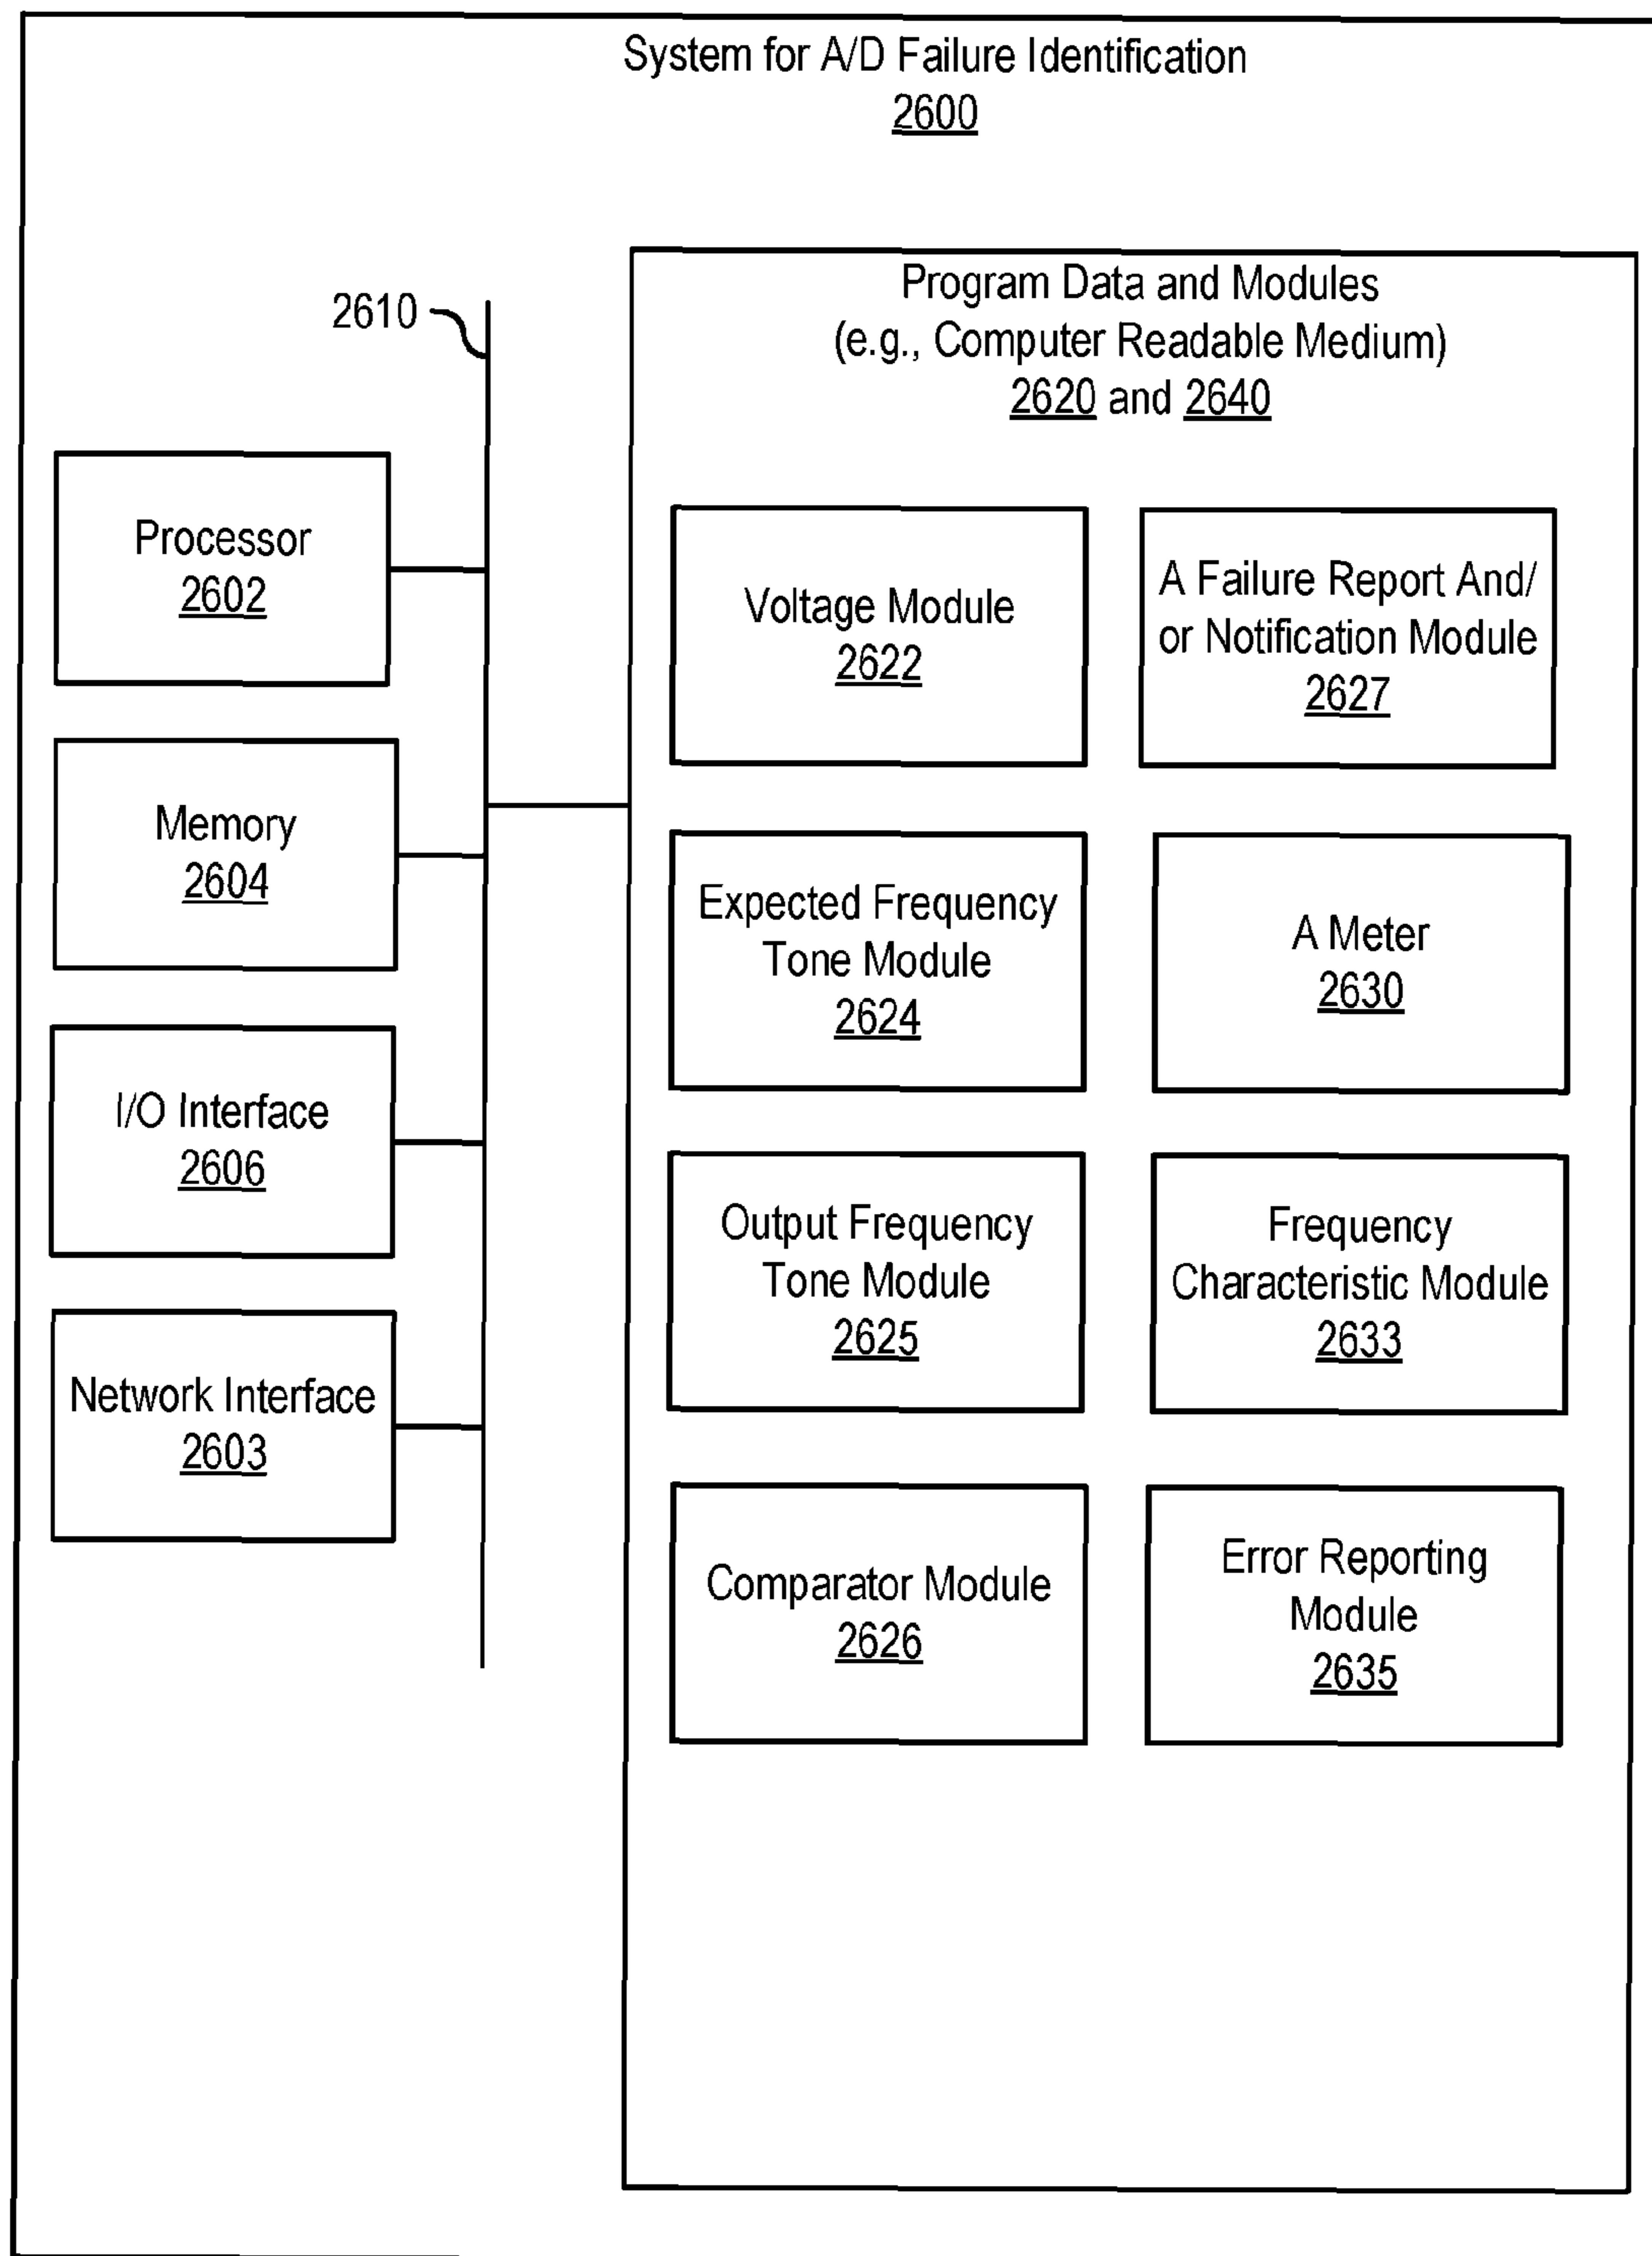 System for A/D Failure Identification
2600
2610
Program Data and Modules
(e.g., Computer Readable Medium)
2620 and 2640
Processor
2602
Memory
2604
I/O Interface
2606
Network Interface
2603
Voltage Module
2622
A Failure Report And/
or Notification Module
2627
Expected Frequency
Tone Module
2624
A Meter
2630
Output Frequency
Tone Module
2625
Frequency
Characteristic Module
2633
Comparator Module
2626
Error Reporting
Module
2635